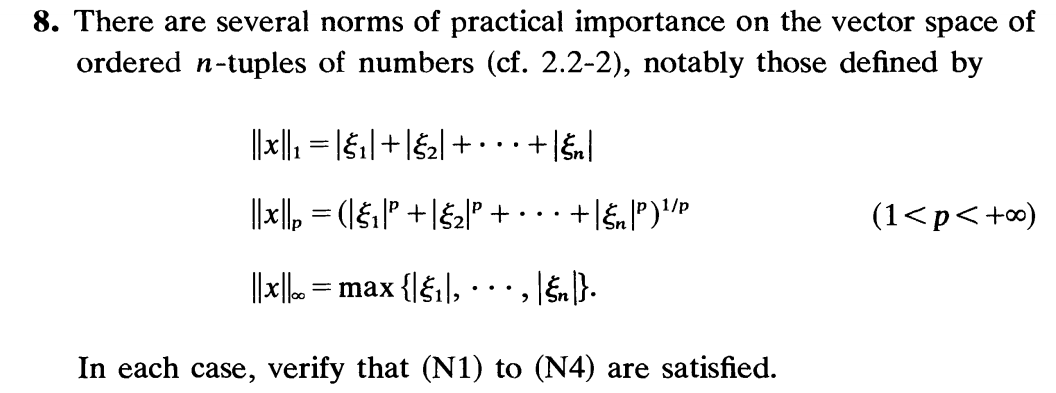 8. There are several norms of practical importance on the vector space of
ordered n-tuples of numbers (cf. 2.2-2), notably those defined by
‖x‖₁ = |ξ₁| + |ξ₂| + · · · + |ξₙ|
‖x‖ₚ = (|ξ₁|ᵖ + |ξ₂|ᵖ + · · · + |ξₙ|ᵖ)¹/ᵖ (1 < p < +∞)
‖x‖∞ = max {|ξ₁|, · · · , |ξₙ|}.
In each case, verify that (N1) to (N4) are satisfied.